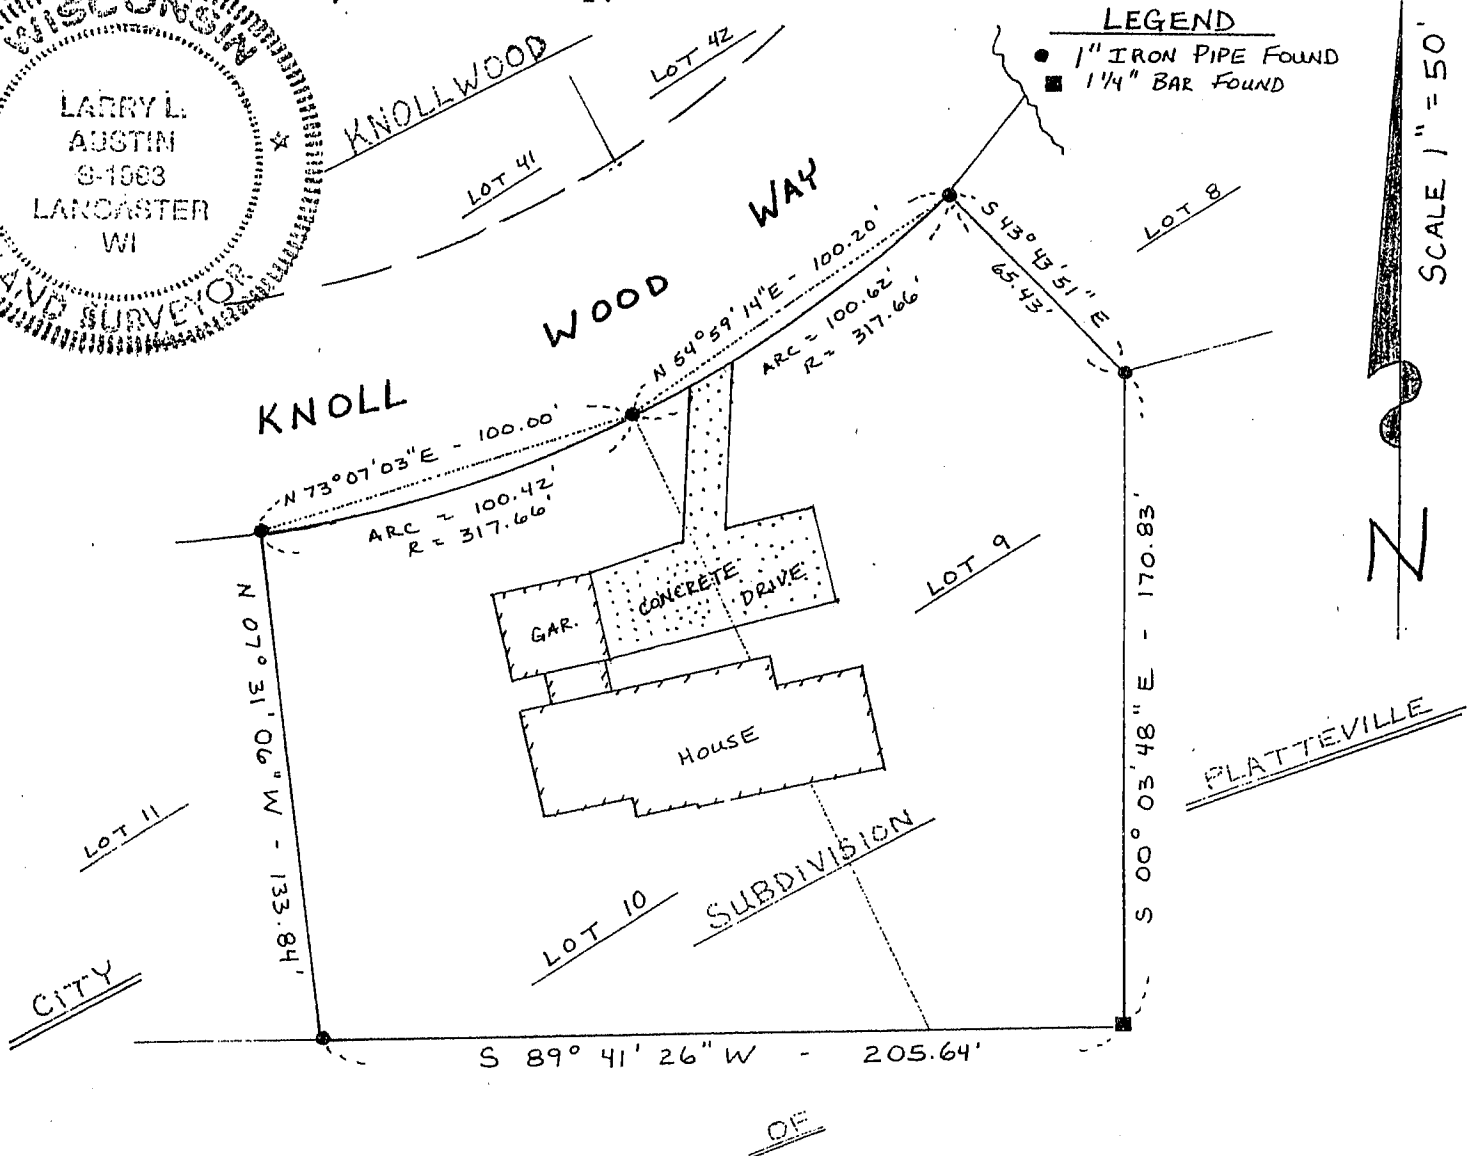 WISCONSIN
LARRY L.
AUSTIN
S-1963
LANCASTER
WI
LAND SURVEYOR
LEGEND
1" IRON PIPE FOUND
1 1/4" BAR FOUND
SCALE 1" = 50'
N
KNOLLWOOD
LOT 42
LOT 41
KNOLL WOOD WAY
LOT 8
N 73° 07' 03" E - 100.00'
ARC = 100.42'
R = 317.66'
N 54° 59' 14" E - 100.20'
ARC = 100.62'
R = 317.66'
S 43° 43' 51" E
65.43'
S 00° 03' 48" E - 170.83'
N 07° 31' 06" W - 133.84'
S 89° 41' 26" W - 205.64'
GAR.
CONCRETE
DRIVE
HOUSE
LOT 9
LOT 10
LOT 11
SUBDIVISION
CITY
OF
PLATTEVILLE